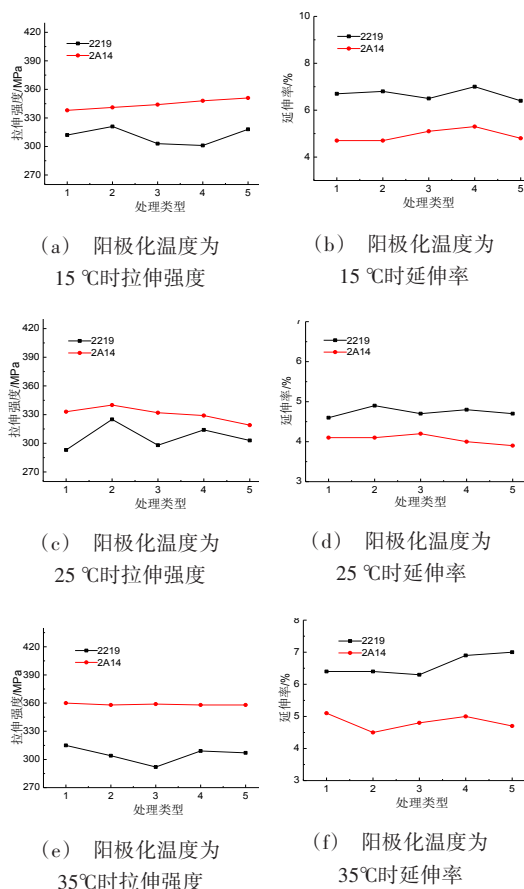 2219
2A14
420
390
360
330
300
270
拉伸强度/MPa
1 2 3 4 5
处理类型
(a) 阳极化温度为
15 ℃时拉伸强度
2219
2A14
10
8
6
4
延伸率/%
1 2 3 4 5
处理类型
(b) 阳极化温度为
15 ℃时延伸率
2219
2A14
420
390
360
330
300
270
拉伸强度/MPa
1 2 3 4 5
处理类型
(c) 阳极化温度为
25 ℃时拉伸强度
7
2219
2A14
6
5
4
3
延伸率/%
1 2 3 4 5
处理类型
(d) 阳极化温度为
25 ℃时延伸率
2219
2A14
420
390
360
330
300
270
拉伸强度/MPa
1 2 3 4 5
处理类型
(e) 阳极化温度为
35℃时拉伸强度
8
2219
2A14
7
6
5
4
3
延伸率/%
1 2 3 4 5
处理类型
(f) 阳极化温度为
35℃时延伸率